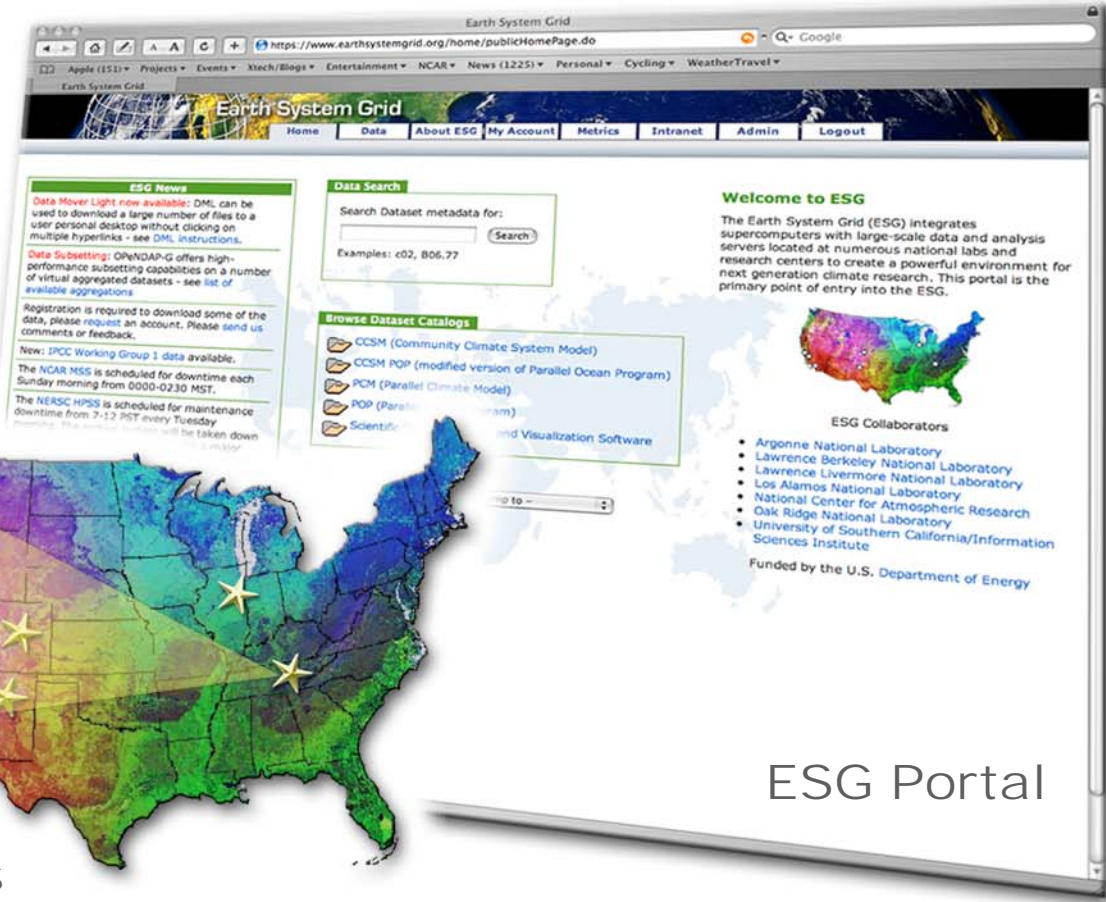 Earth System Grid
https://www.earthsystemgrid.org/home/publicHomePage.do
Google
Apple (151) Projects Events Xtech/Blogs Entertainment NCAR News (1225) Personal Cycling WeatherTravel
Earth System Grid
Earth System Grid
Home Data About ESG My Account Metrics Intranet Admin Logout
ESG News
Data Mover Light now available: DML can be
used to download a large number of files to a
user personal desktop without clicking on
multiple hyperlinks - see DML instructions.
Data Subsetting: OPeNDAP-G offers high-
performance subsetting capabilities on a number
of virtual aggregated datasets - see list of
available aggregations
Registration is required to download some of the
data, please request an account. Please send us
comments or feedback.
New: IPCC Working Group 1 data available.
The NCAR MSS is scheduled for downtime each
Sunday morning from 0000-0230 MST.
The NERSC HPSS is scheduled for maintenance
downtime from 7-12 PST every Tuesday
will be taken down
Data Search
Search Dataset metadata for:
Search
Examples: c02, B06.77
Browse Dataset Catalogs
CCSM (Community Climate System Model)
CCSM POP (modified version of Parallel Ocean Program)
PCM (Parallel Climate Model)
POP
Visualization Software
to -
Welcome to ESG
The Earth System Grid (ESG) integrates
supercomputers with large-scale data and analysis
servers located at numerous national labs and
research centers to create a powerful environment for
next generation climate research. This portal is the
primary point of entry into the ESG.
ESG Collaborators
Argonne National Laboratory
Lawrence Berkeley National Laboratory
Lawrence Livermore National Laboratory
Los Alamos National Laboratory
National Center for Atmospheric Research
Oak Ridge National Laboratory
University of Southern California/Information
Sciences Institute
Funded by the U.S. Department of Energy
ESG Portal